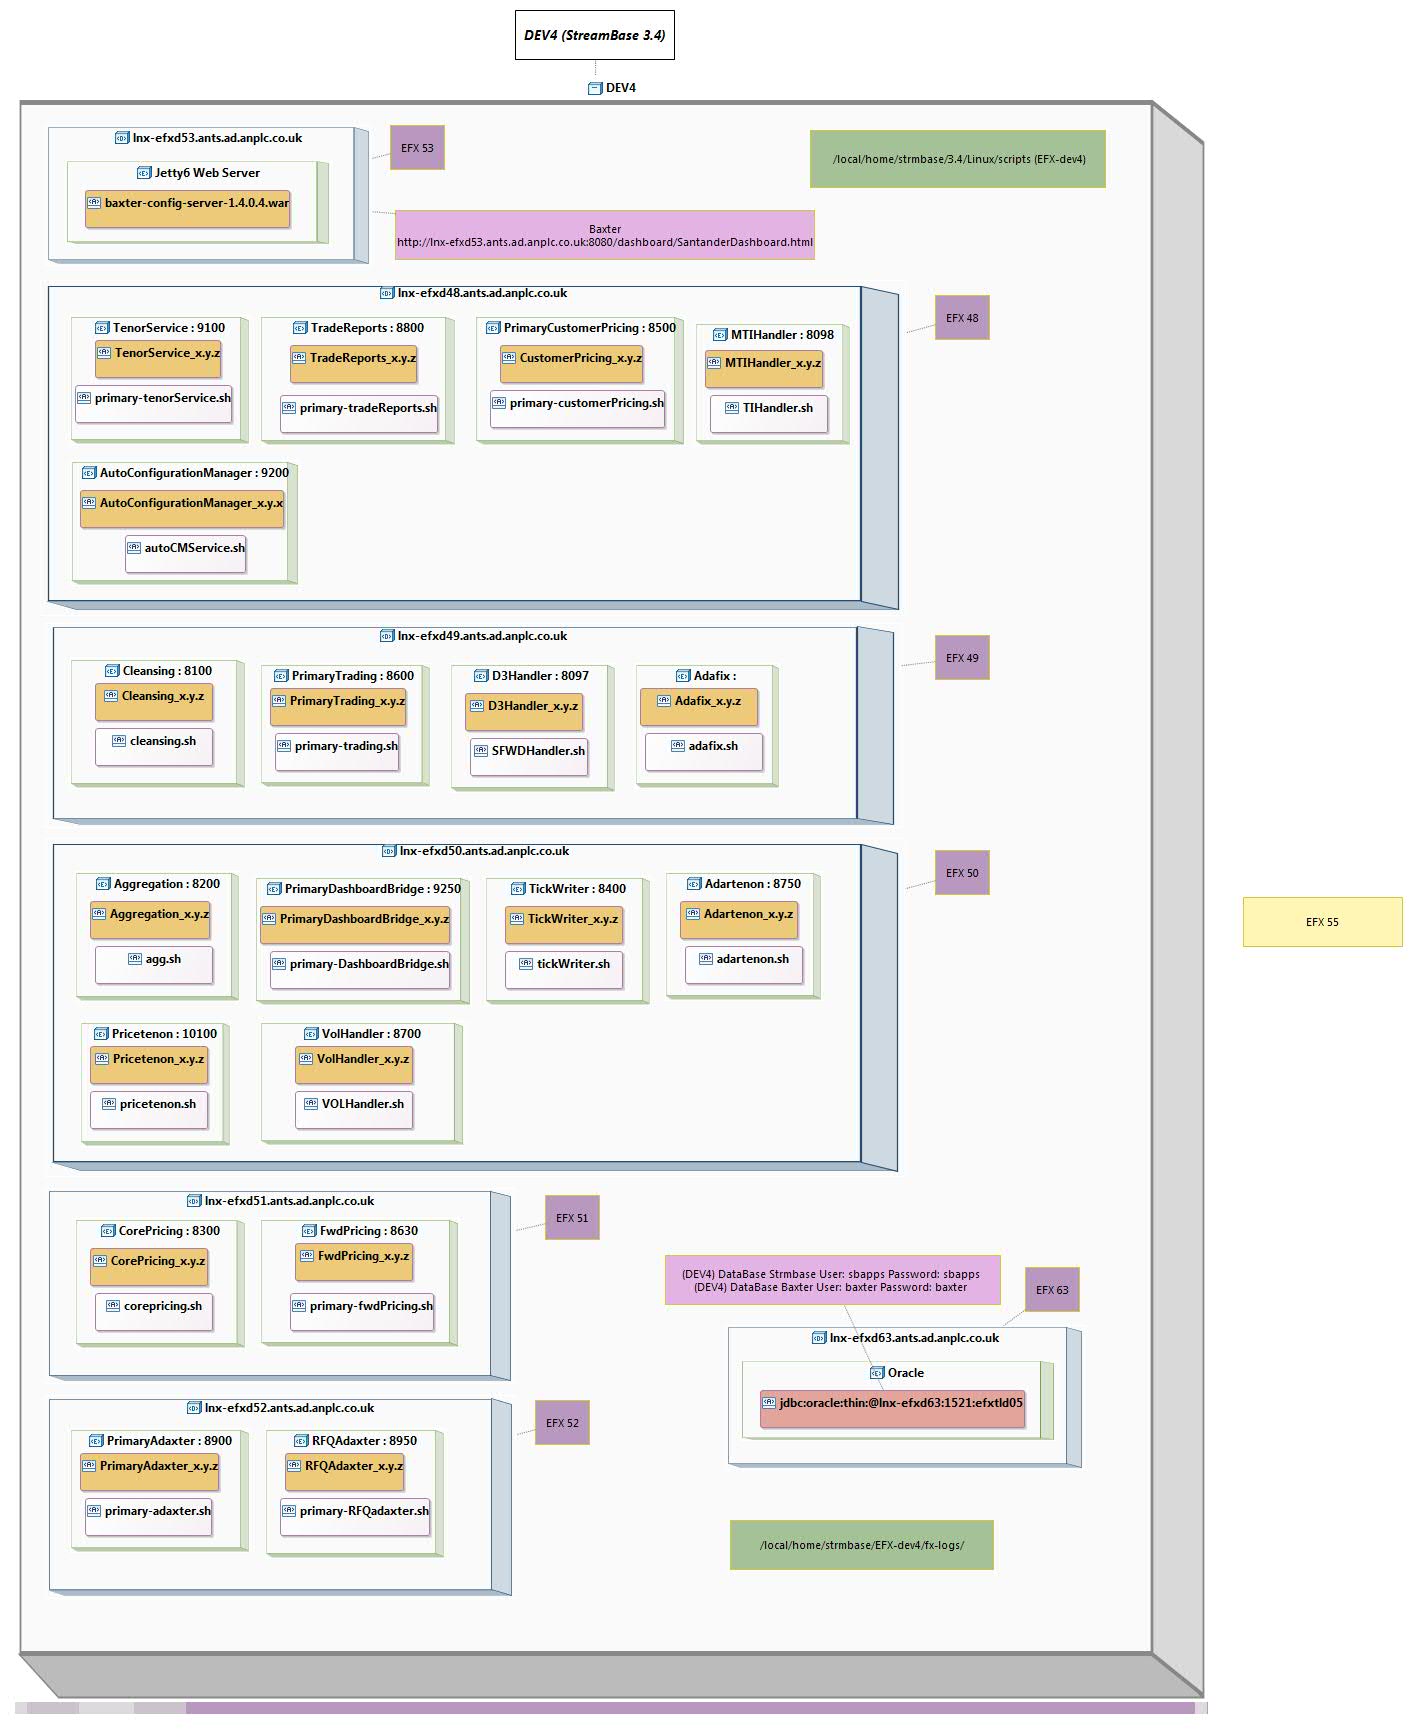 DEV4 (StreamBase 3.4)
DEV4
lnx-efxd53.ants.ad.anplc.co.uk
EFX 53
Jetty6 Web Server
baxter-config-server-1.4.0.4.war
/local/home/strmbase/3.4/Linux/scripts (EFX-dev4)
Baxter
http://lnx-efxd53.ants.ad.anplc.co.uk:8080/dashboard/SantanderDashboard.html
lnx-efxd48.ants.ad.anplc.co.uk
EFX 48
TenorService : 9100
TenorService_x.y.z
primary-tenorService.sh
TradeReports : 8800
TradeReports_x.y.z
primary-tradeReports.sh
PrimaryCustomerPricing : 8500
CustomerPricing_x.y.z
primary-customerPricing.sh
MTIHandler : 8098
MTIHandler_x.y.z
TIHandler.sh
AutoConfigurationManager : 9200
AutoConfigurationManager_x.y.x
autoCMService.sh
lnx-efxd49.ants.ad.anplc.co.uk
EFX 49
Cleansing : 8100
Cleansing_x.y.z
cleansing.sh
PrimaryTrading : 8600
PrimaryTrading_x.y.z
primary-trading.sh
D3Handler : 8097
D3Handler_x.y.z
SFWDHandler.sh
Adafix :
Adafix_x.y.z
adafix.sh
lnx-efxd50.ants.ad.anplc.co.uk
EFX 50
Aggregation : 8200
Aggregation_x.y.z
agg.sh
PrimaryDashboardBridge : 9250
PrimaryDashboardBridge_x.y.z
primary-DashboardBridge.sh
TickWriter : 8400
TickWriter_x.y.z
tickWriter.sh
Adartenon : 8750
Adartenon_x.y.z
adartenon.sh
EFX 55
Pricetenon : 10100
Pricetenon_x.y.z
pricetenon.sh
VolHandler : 8700
VolHandler_x.y.z
VOLHandler.sh
lnx-efxd51.ants.ad.anplc.co.uk
EFX 51
CorePricing : 8300
CorePricing_x.y.z
corepricing.sh
FwdPricing : 8630
FwdPricing_x.y.z
primary-fwdPricing.sh
(DEV4) DataBase Strmbase User: sbapps Password: sbapps
(DEV4) DataBase Baxter User: baxter Password: baxter
EFX 63
lnx-efxd63.ants.ad.anplc.co.uk
Oracle
jdbc:oracle:thin:@lnx-efxd63:1521:efxtld05
lnx-efxd52.ants.ad.anplc.co.uk
EFX 52
PrimaryAdaxter : 8900
PrimaryAdaxter_x.y.z
primary-adaxter.sh
RFQAdaxter : 8950
RFQAdaxter_x.y.z
primary-RFQadaxter.sh
/local/home/strmbase/EFX-dev4/fx-logs/